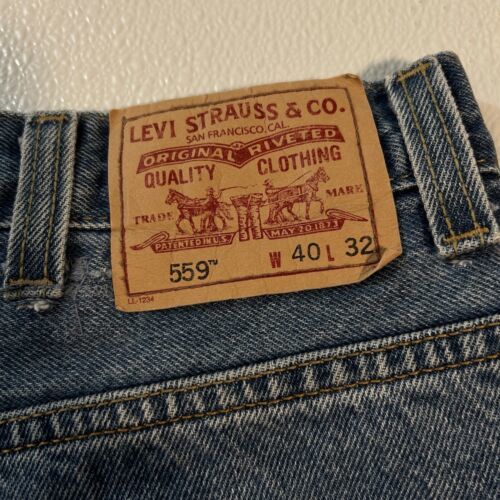 LEVI STRAUSS & CO.
SAN FRANCISCO, CAL.
ORIGINAL RIVETED
QUALITY CLOTHING
TRADE MARK
PATENTED IN U.S. MAY 20 1873
559™ W 40 L 32
LL-1234